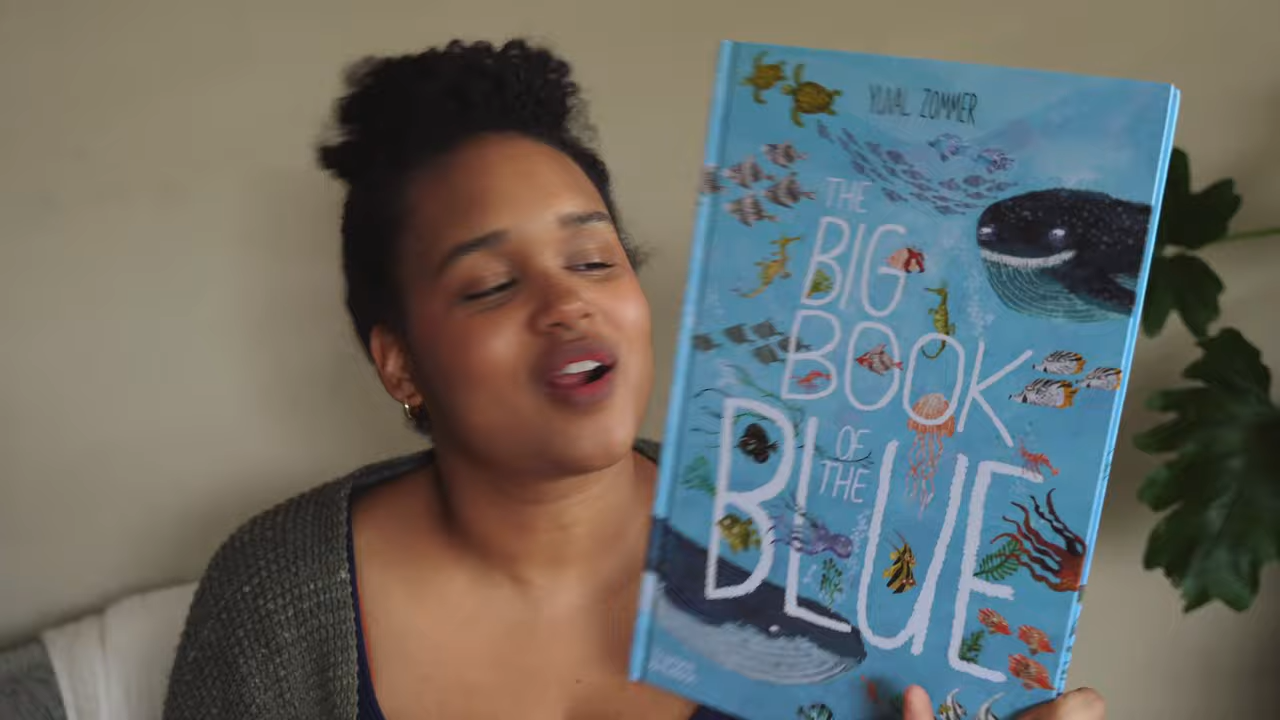 YUVAL ZOMMER
THE
BIG
BOOK
OF
THE
BLUE